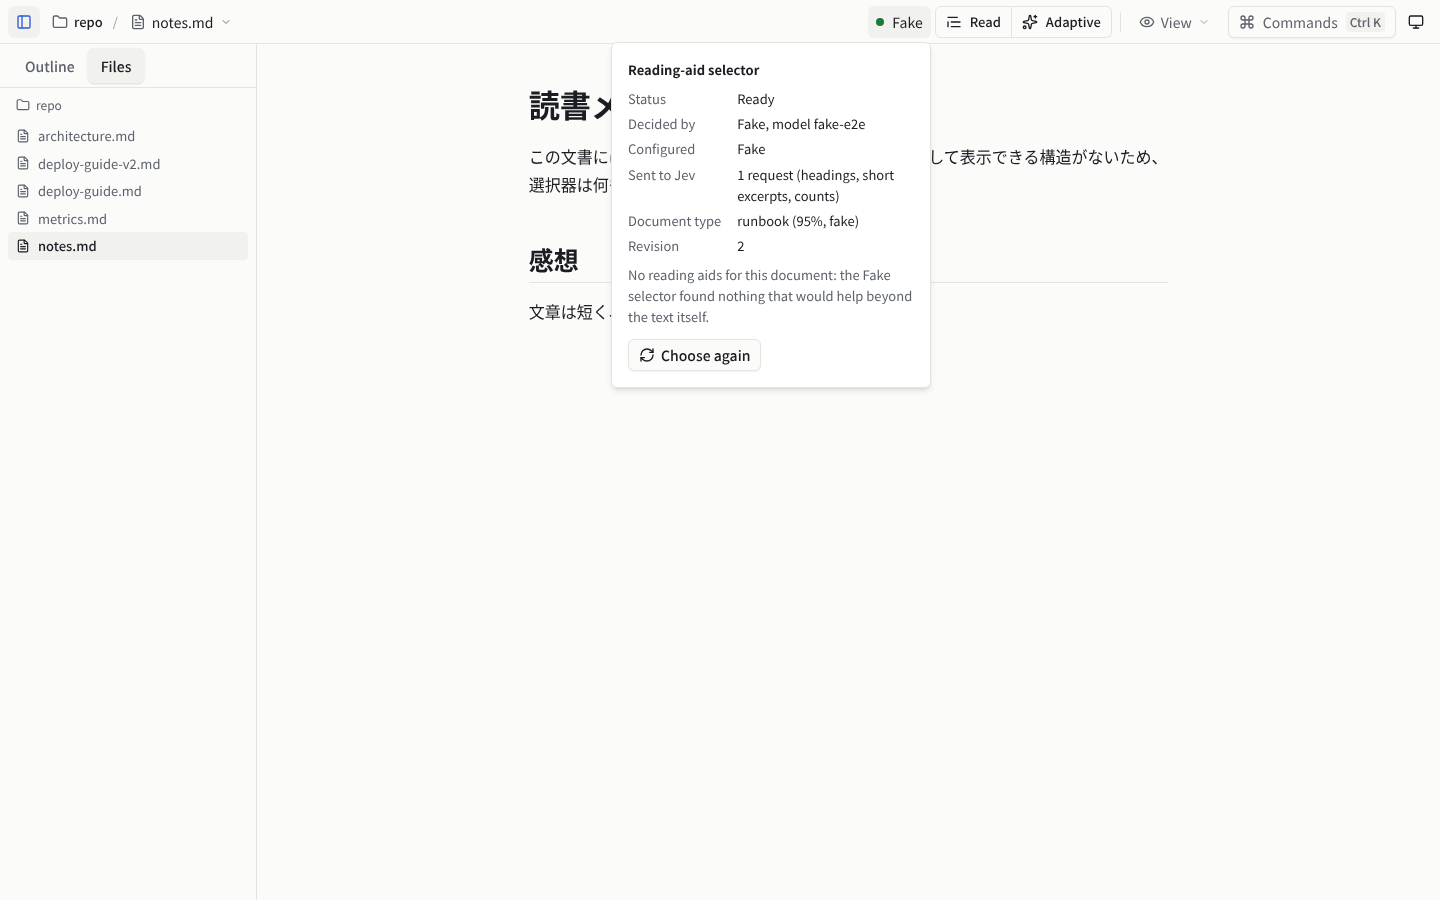 repo / notes.md
Fake
Read
Adaptive
View
Commands Ctrl K
Outline
Files
repo
architecture.md
deploy-guide-v2.md
deploy-guide.md
metrics.md
notes.md
Reading-aid selector
Status Ready
Decided by Fake, model fake-e2e
Configured Fake
Sent to Jev 1 request (headings, short
excerpts, counts)
Document type runbook (95%, fake)
Revision 2
No reading aids for this document: the Fake
selector found nothing that would help beyond
the text itself.
Choose again
読書メ
この文書に して表示できる構造がないため、
選択器は何
感想
文章は短く